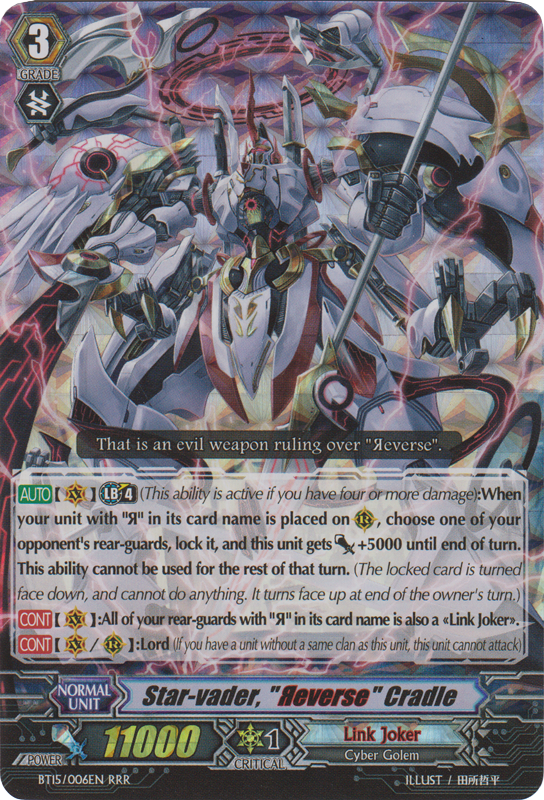 3
GRADE
That is an evil weapon ruling over "Яeverse".
AUTO 【 】 LB 4 (This ability is active if you have four or more damage):When
your unit with "Я" in its card name is placed on R, choose one of your
opponent's rear-guards, lock it, and this unit gets +5000 until end of turn.
This ability cannot be used for the rest of that turn. (The locked card is turned
face down, and cannot do anything. It turns face up at end of the owner's turn.)
CONT 【 V 】:All of your rear-guards with "Я" in its card name is also a «Link Joker».
CONT 【 V / R 】:Lord (If you have a unit without a same clan as this unit, this unit cannot attack)
NORMAL UNIT
Star-vader, "Яeverse" Cradle
POWER 11000
1 CRITICAL
Link Joker
Cyber Golem
BT15/006EN RRR
ILLUST / 田所哲平